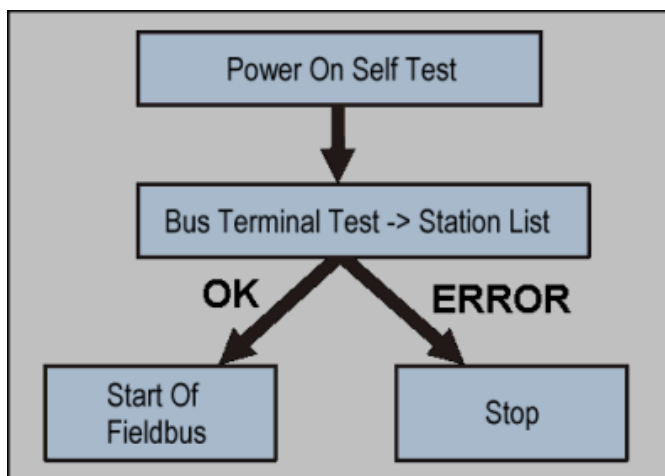 Power On Self Test
Bus Terminal Test -> Station List
OK
ERROR
Start Of
Fieldbus
Stop